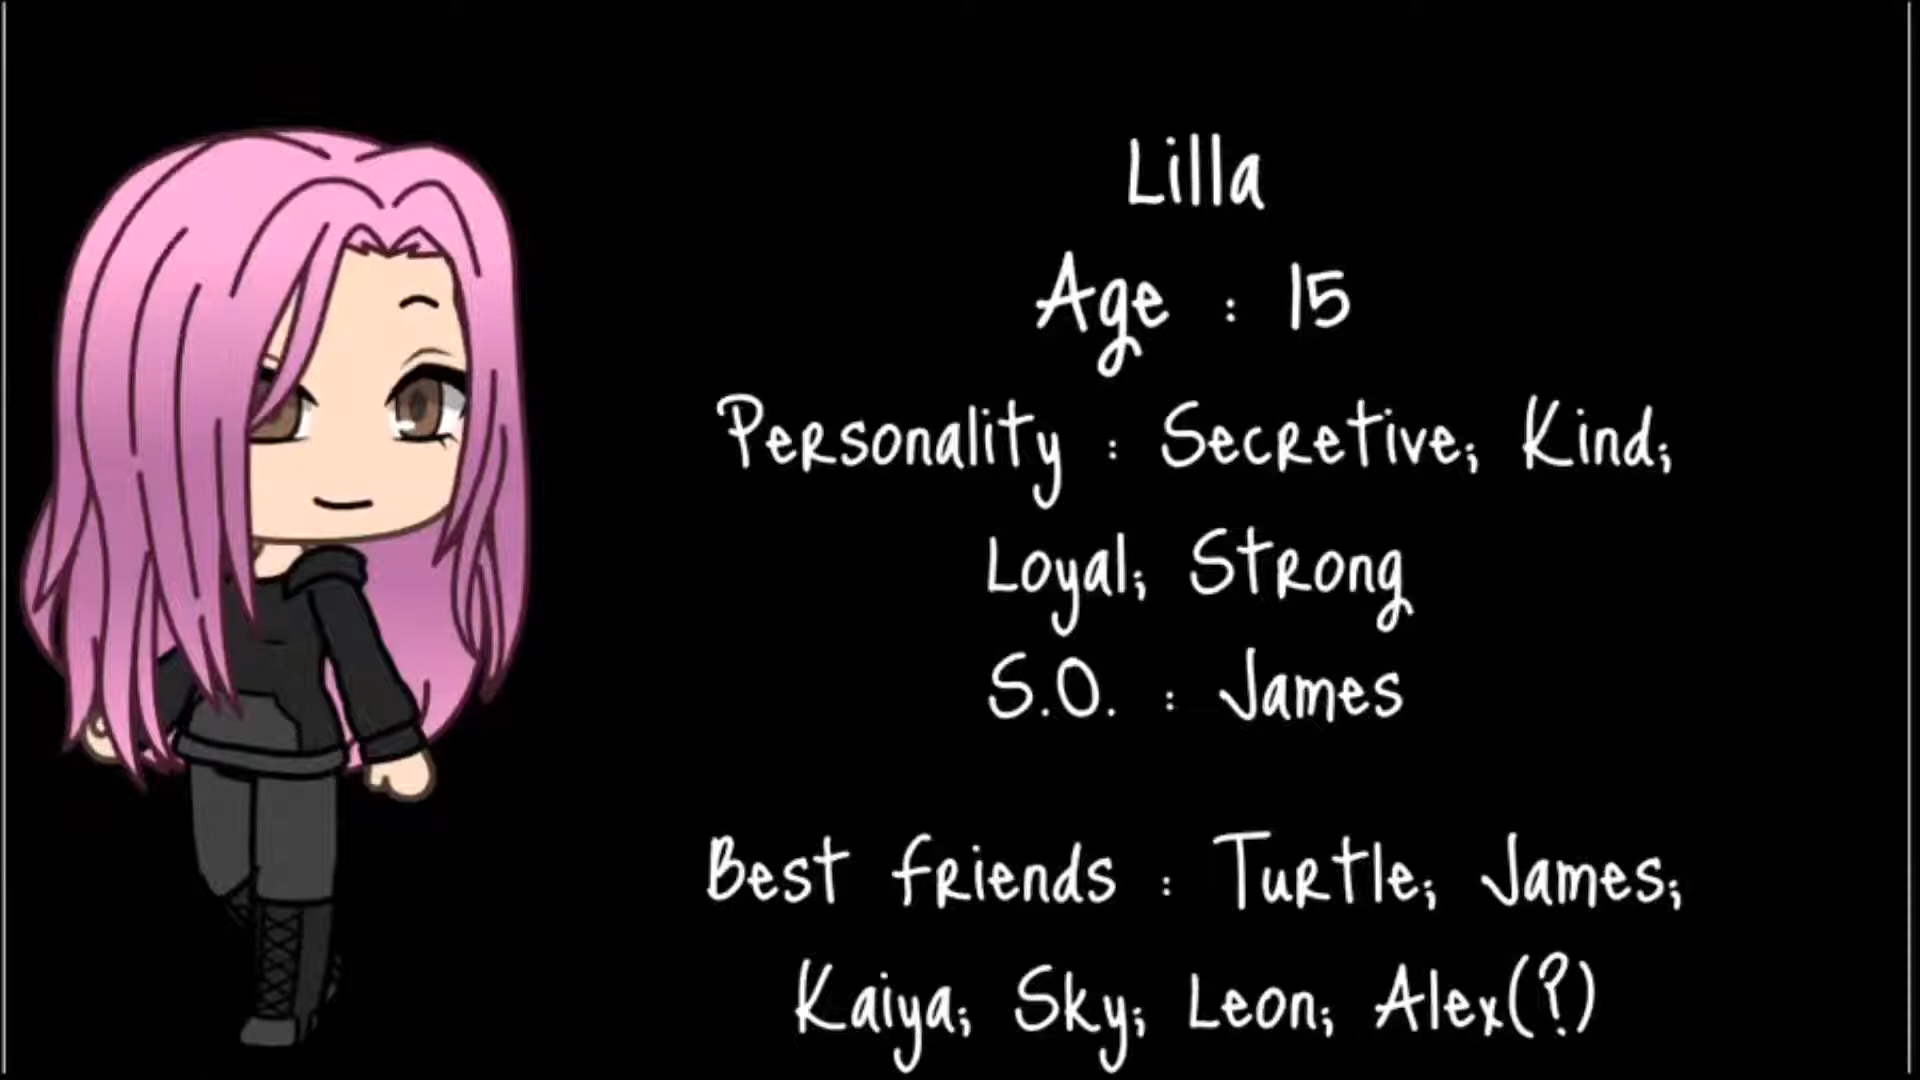 Lilla
Age : 15
Personality : Secretive; Kind;
Loyal; Strong
S.O. : James
Best friends : Turtle; James;
Kaiya; Sky; Leon; Alex(?)